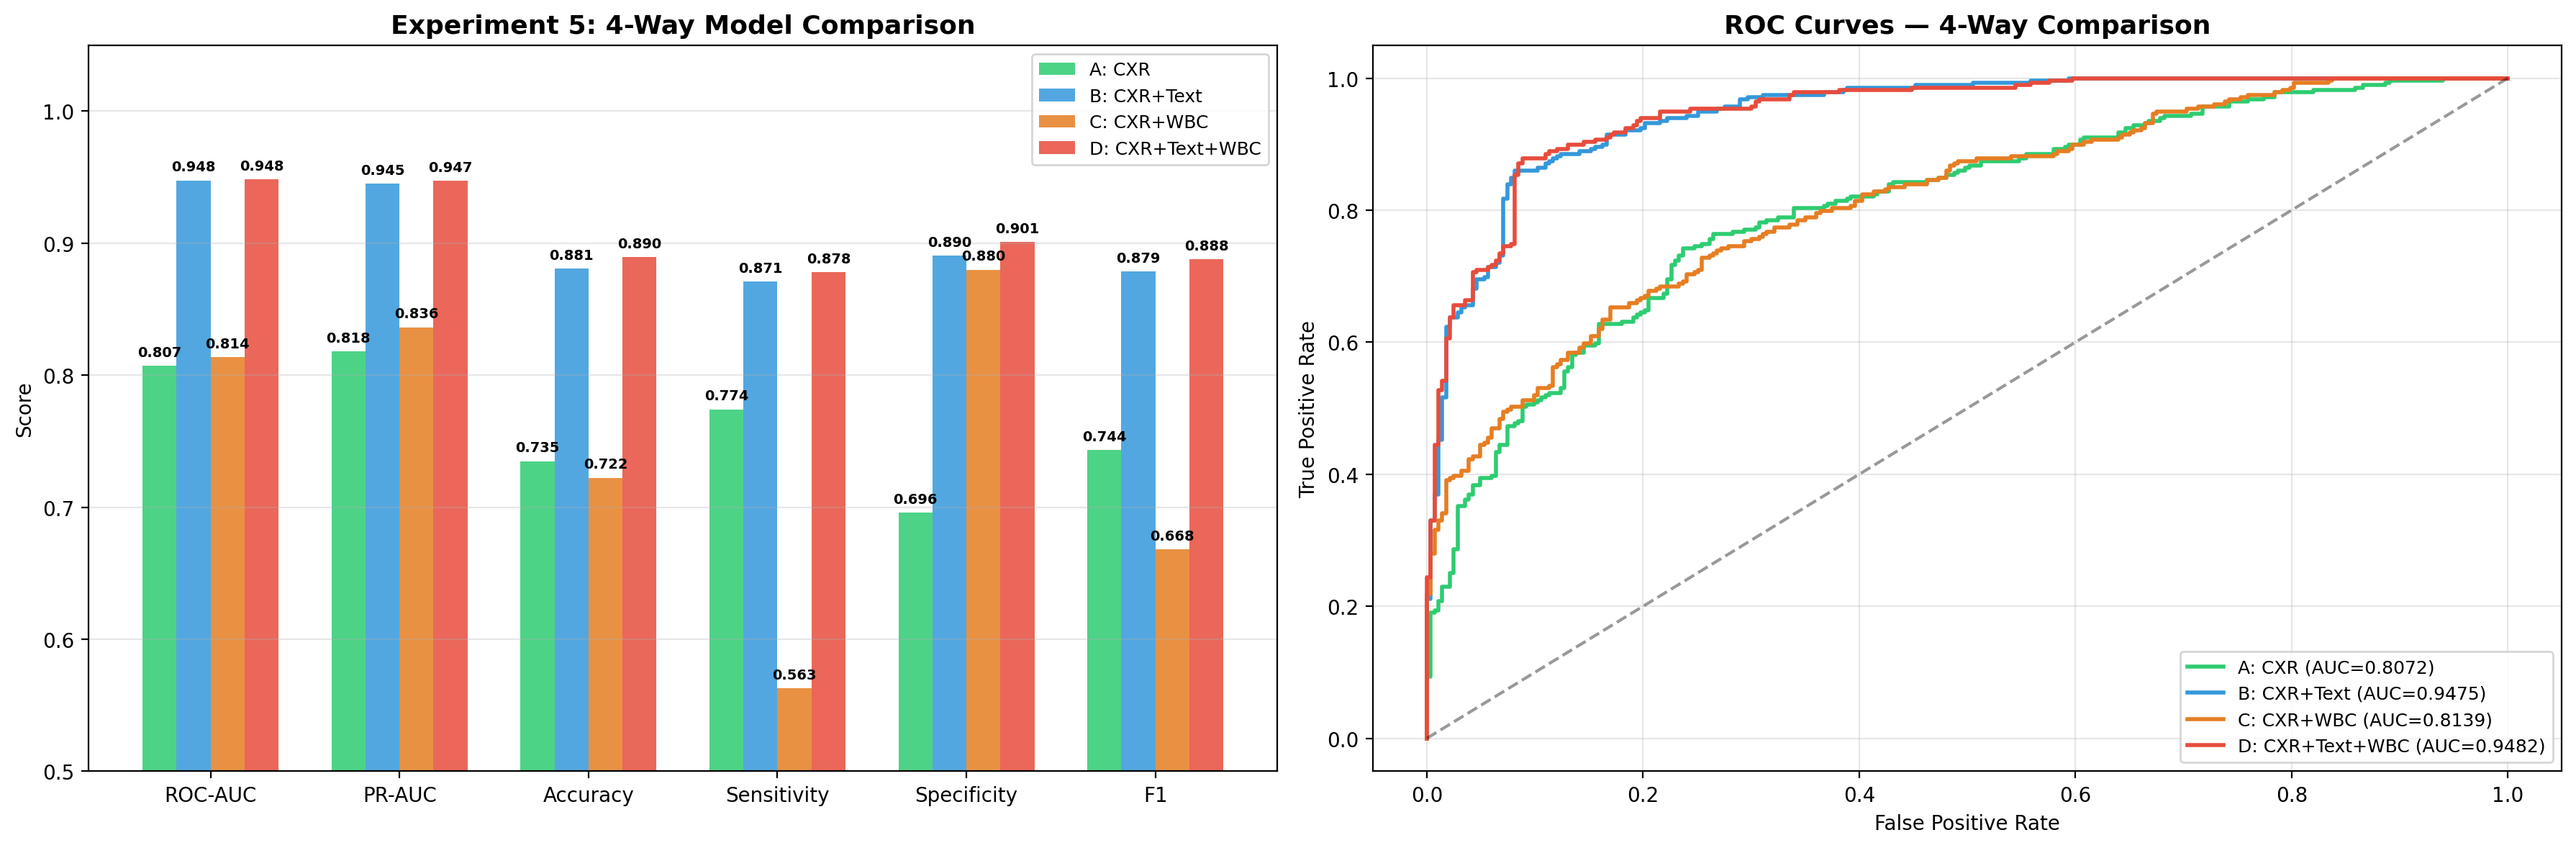 Experiment 5: 4-Way Model Comparison
A: CXR
B: CXR+Text
C: CXR+WBC
D: CXR+Text+WBC
Score
1.0
0.9
0.8
0.7
0.6
0.5
0.807
0.948
0.814
0.948
0.818
0.945
0.836
0.947
0.735
0.881
0.722
0.890
0.774
0.871
0.563
0.878
0.696
0.890
0.880
0.901
0.744
0.879
0.668
0.888
ROC-AUC
PR-AUC
Accuracy
Sensitivity
Specificity
F1
ROC Curves — 4-Way Comparison
True Positive Rate
1.0
0.8
0.6
0.4
0.2
0.0
A: CXR (AUC=0.8072)
B: CXR+Text (AUC=0.9475)
C: CXR+WBC (AUC=0.8139)
D: CXR+Text+WBC (AUC=0.9482)
0.0
0.2
0.4
0.6
0.8
1.0
False Positive Rate